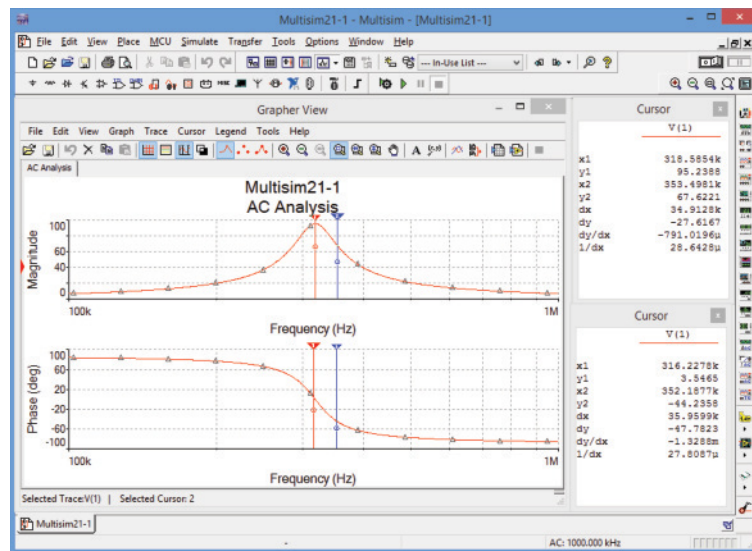 Multisim21-1 - Multisim - [Multisim21-1]
File Edit View Place MCU Simulate Transfer Tools Options Window Help
--- In-Use List ---
Grapher View
File Edit View Graph Trace Cursor Legend Tools Help
AC Analysis
Multisim21-1
AC Analysis
Magnitude
100
60
40
0
100k
1M
Frequency (Hz)
Phase (deg)
100
60
20
-20
-60
-100
100k
1M
Frequency (Hz)
Selected Trace:V(1) | Selected Cursor: 2
Cursor
V(1)
x1 318.5854k
y1 95.2388
x2 353.4981k
y2 67.6221
dx 34.9128k
dy -27.6167
dy/dx -791.0196µ
1/dx 28.6428µ
Cursor
V(1)
x1 316.2278k
y1 3.5465
x2 352.1877k
y2 -44.2358
dx 35.9599k
dy -47.7823
dy/dx -1.3288m
1/dx 27.8087µ
Multisim21-1
-
AC: 1000.000 kHz